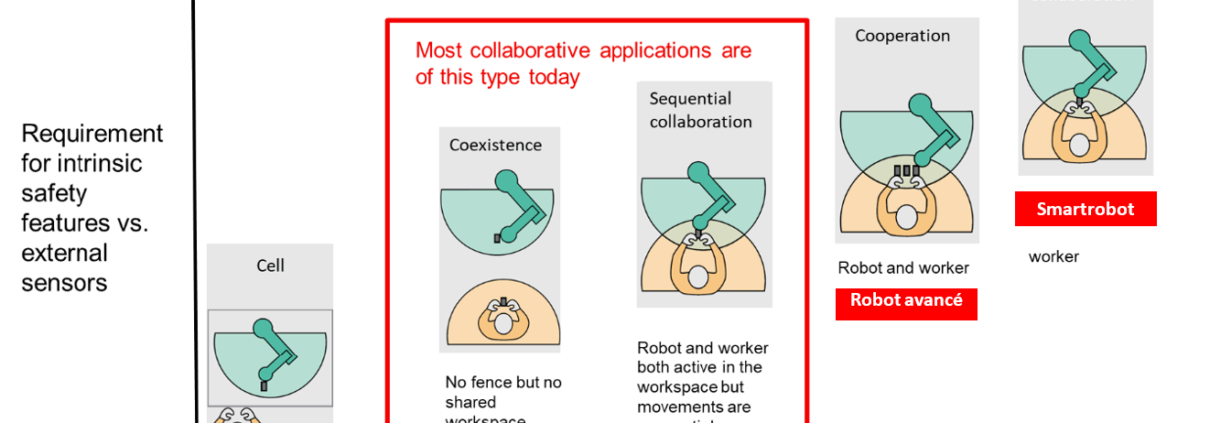 Requirement
for intrinsic
safety
features vs.
external
sensors
Cell
Most collaborative applications are
of this type today
Coexistence
No fence but no
shared
workspace
Sequential
collaboration
Robot and worker
both active in the
workspace but
movements are
Cooperation
Robot and worker
Robot avancé
Smartrobot
worker